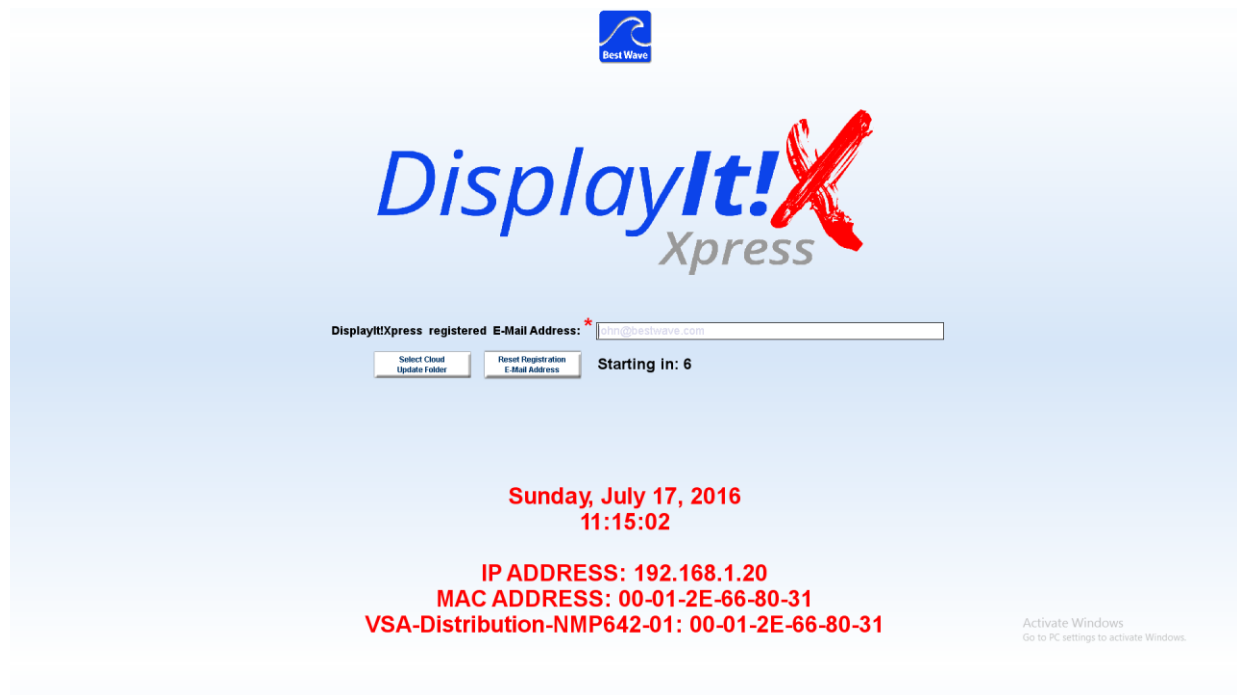 Best Wave
DisplayIt!X
Xpress
DisplayIt!Xpress registered E-Mail Address: * ohn@bestwave.com
Select Cloud
Update Folder
Reset Registration
E-Mail Address
Starting in: 6
Sunday, July 17, 2016
11:15:02
IP ADDRESS: 192.168.1.20
MAC ADDRESS: 00-01-2E-66-80-31
VSA-Distribution-NMP642-01: 00-01-2E-66-80-31
Activate Windows
Go to PC settings to activate Windows.